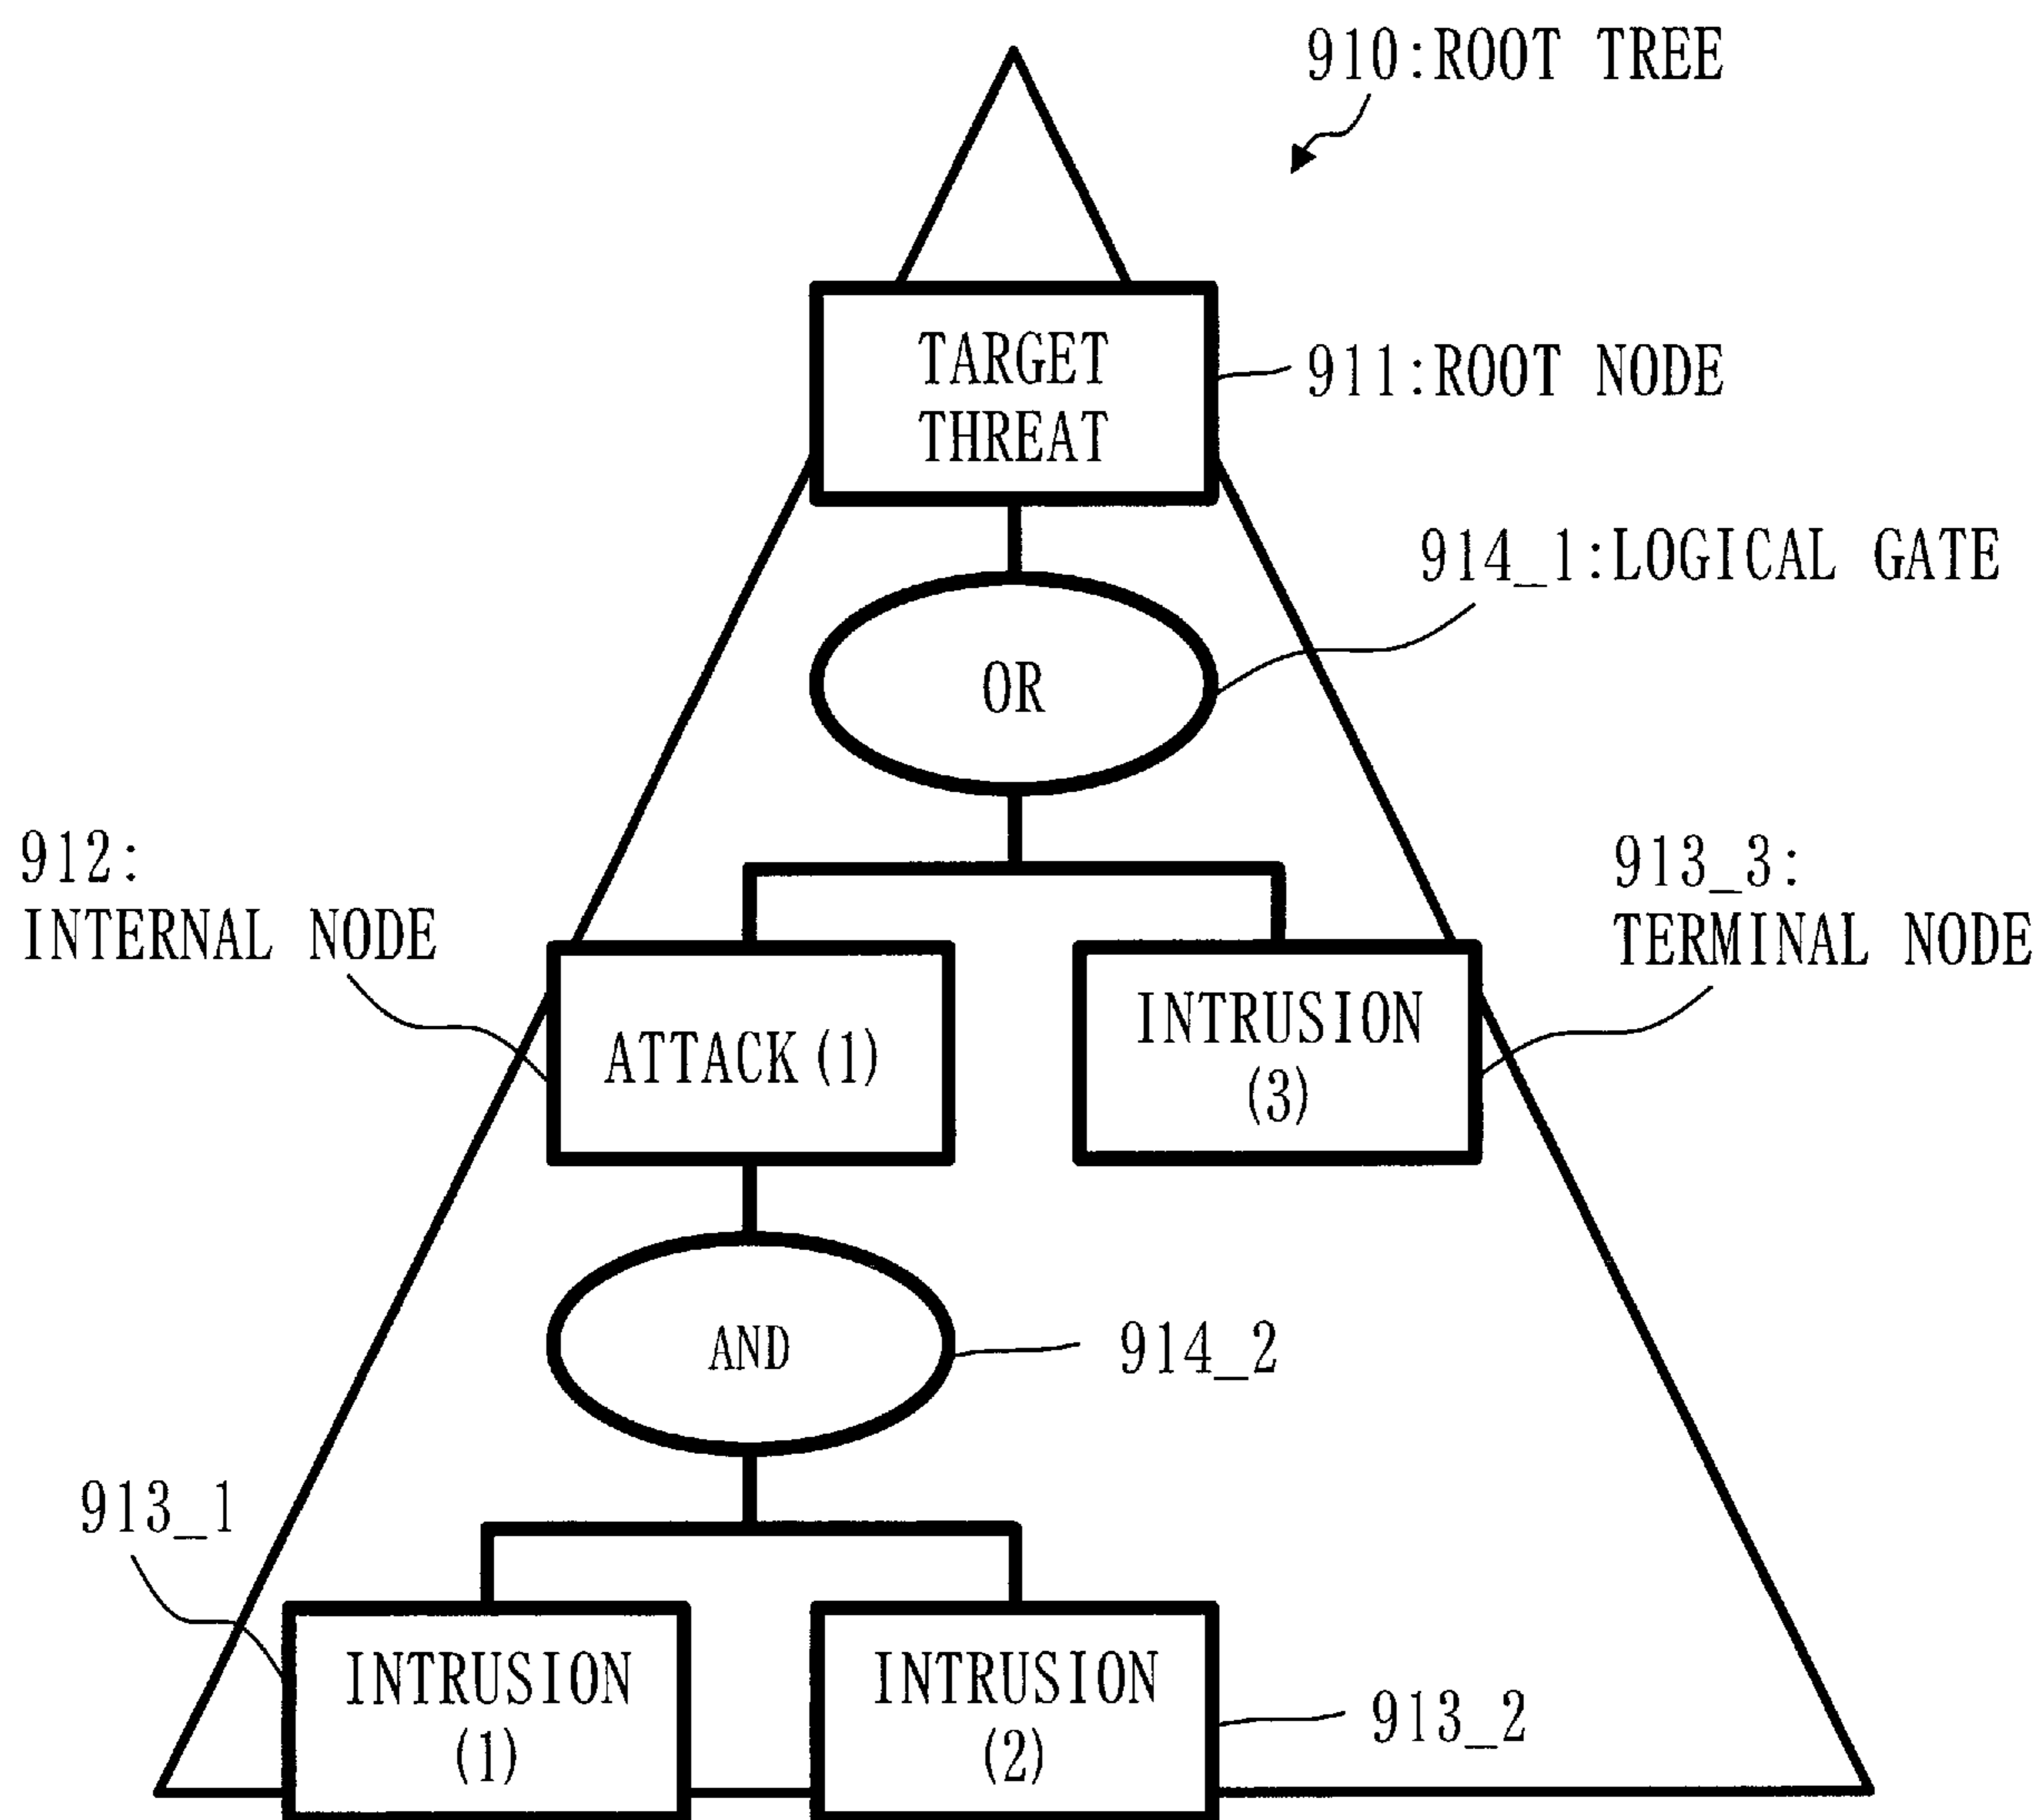 910:ROOT TREE
TARGET
THREAT
911:ROOT NODE
914_1:LOGICAL GATE
OR
912:
INTERNAL NODE
913_3:
TERMINAL NODE
ATTACK(1)
INTRUSION
(3)
AND
914_2
913_1
INTRUSION
(1)
INTRUSION
(2)
913_2